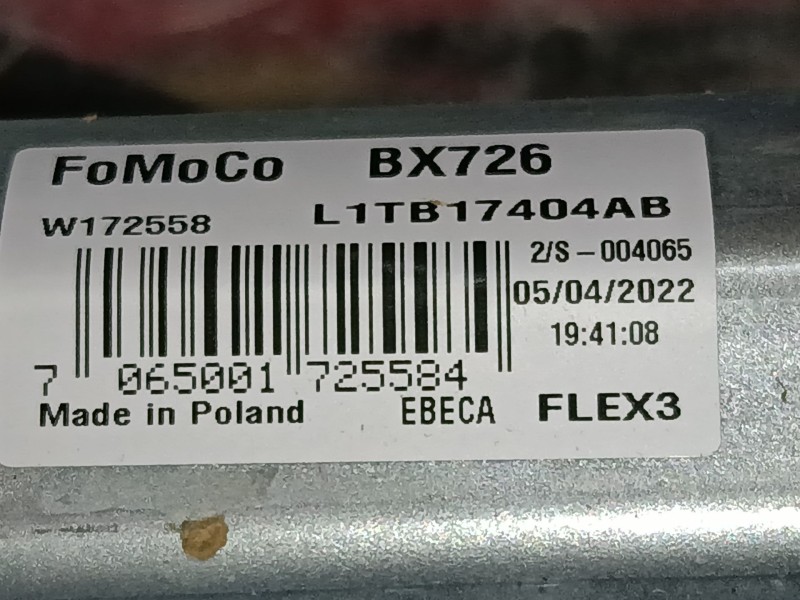 FoMoCo BX726
W172558 L1TB17404AB
2/S-004065
05/04/2022
19:41:08
7 065001 725584
Made in Poland EBECA FLEX3